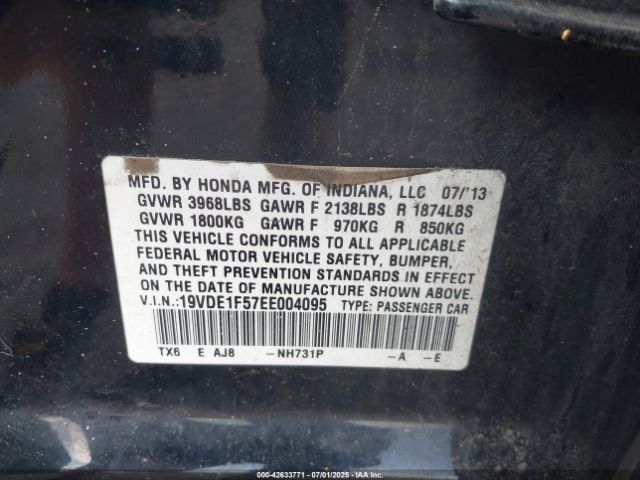 MFD. BY HONDA MFG. OF INDIANA, LLC 07/'13
GVWR 3968LBS GAWR F 2138LBS R 1874LBS
GVWR 1800KG GAWR F 970KG R 850KG
THIS VEHICLE CONFORMS TO ALL APPLICABLE
FEDERAL MOTOR VEHICLE SAFETY, BUMPER,
AND THEFT PREVENTION STANDARDS IN EFFECT
ON THE DATE OF MANUFACTURE SHOWN ABOVE.
V.I.N.:19VDE1F57EE004095 TYPE: PASSENGER CAR
TX6 E AJ8 -NH731P -A -E
000-42633771 - 07/01/2025 - IAA Inc.